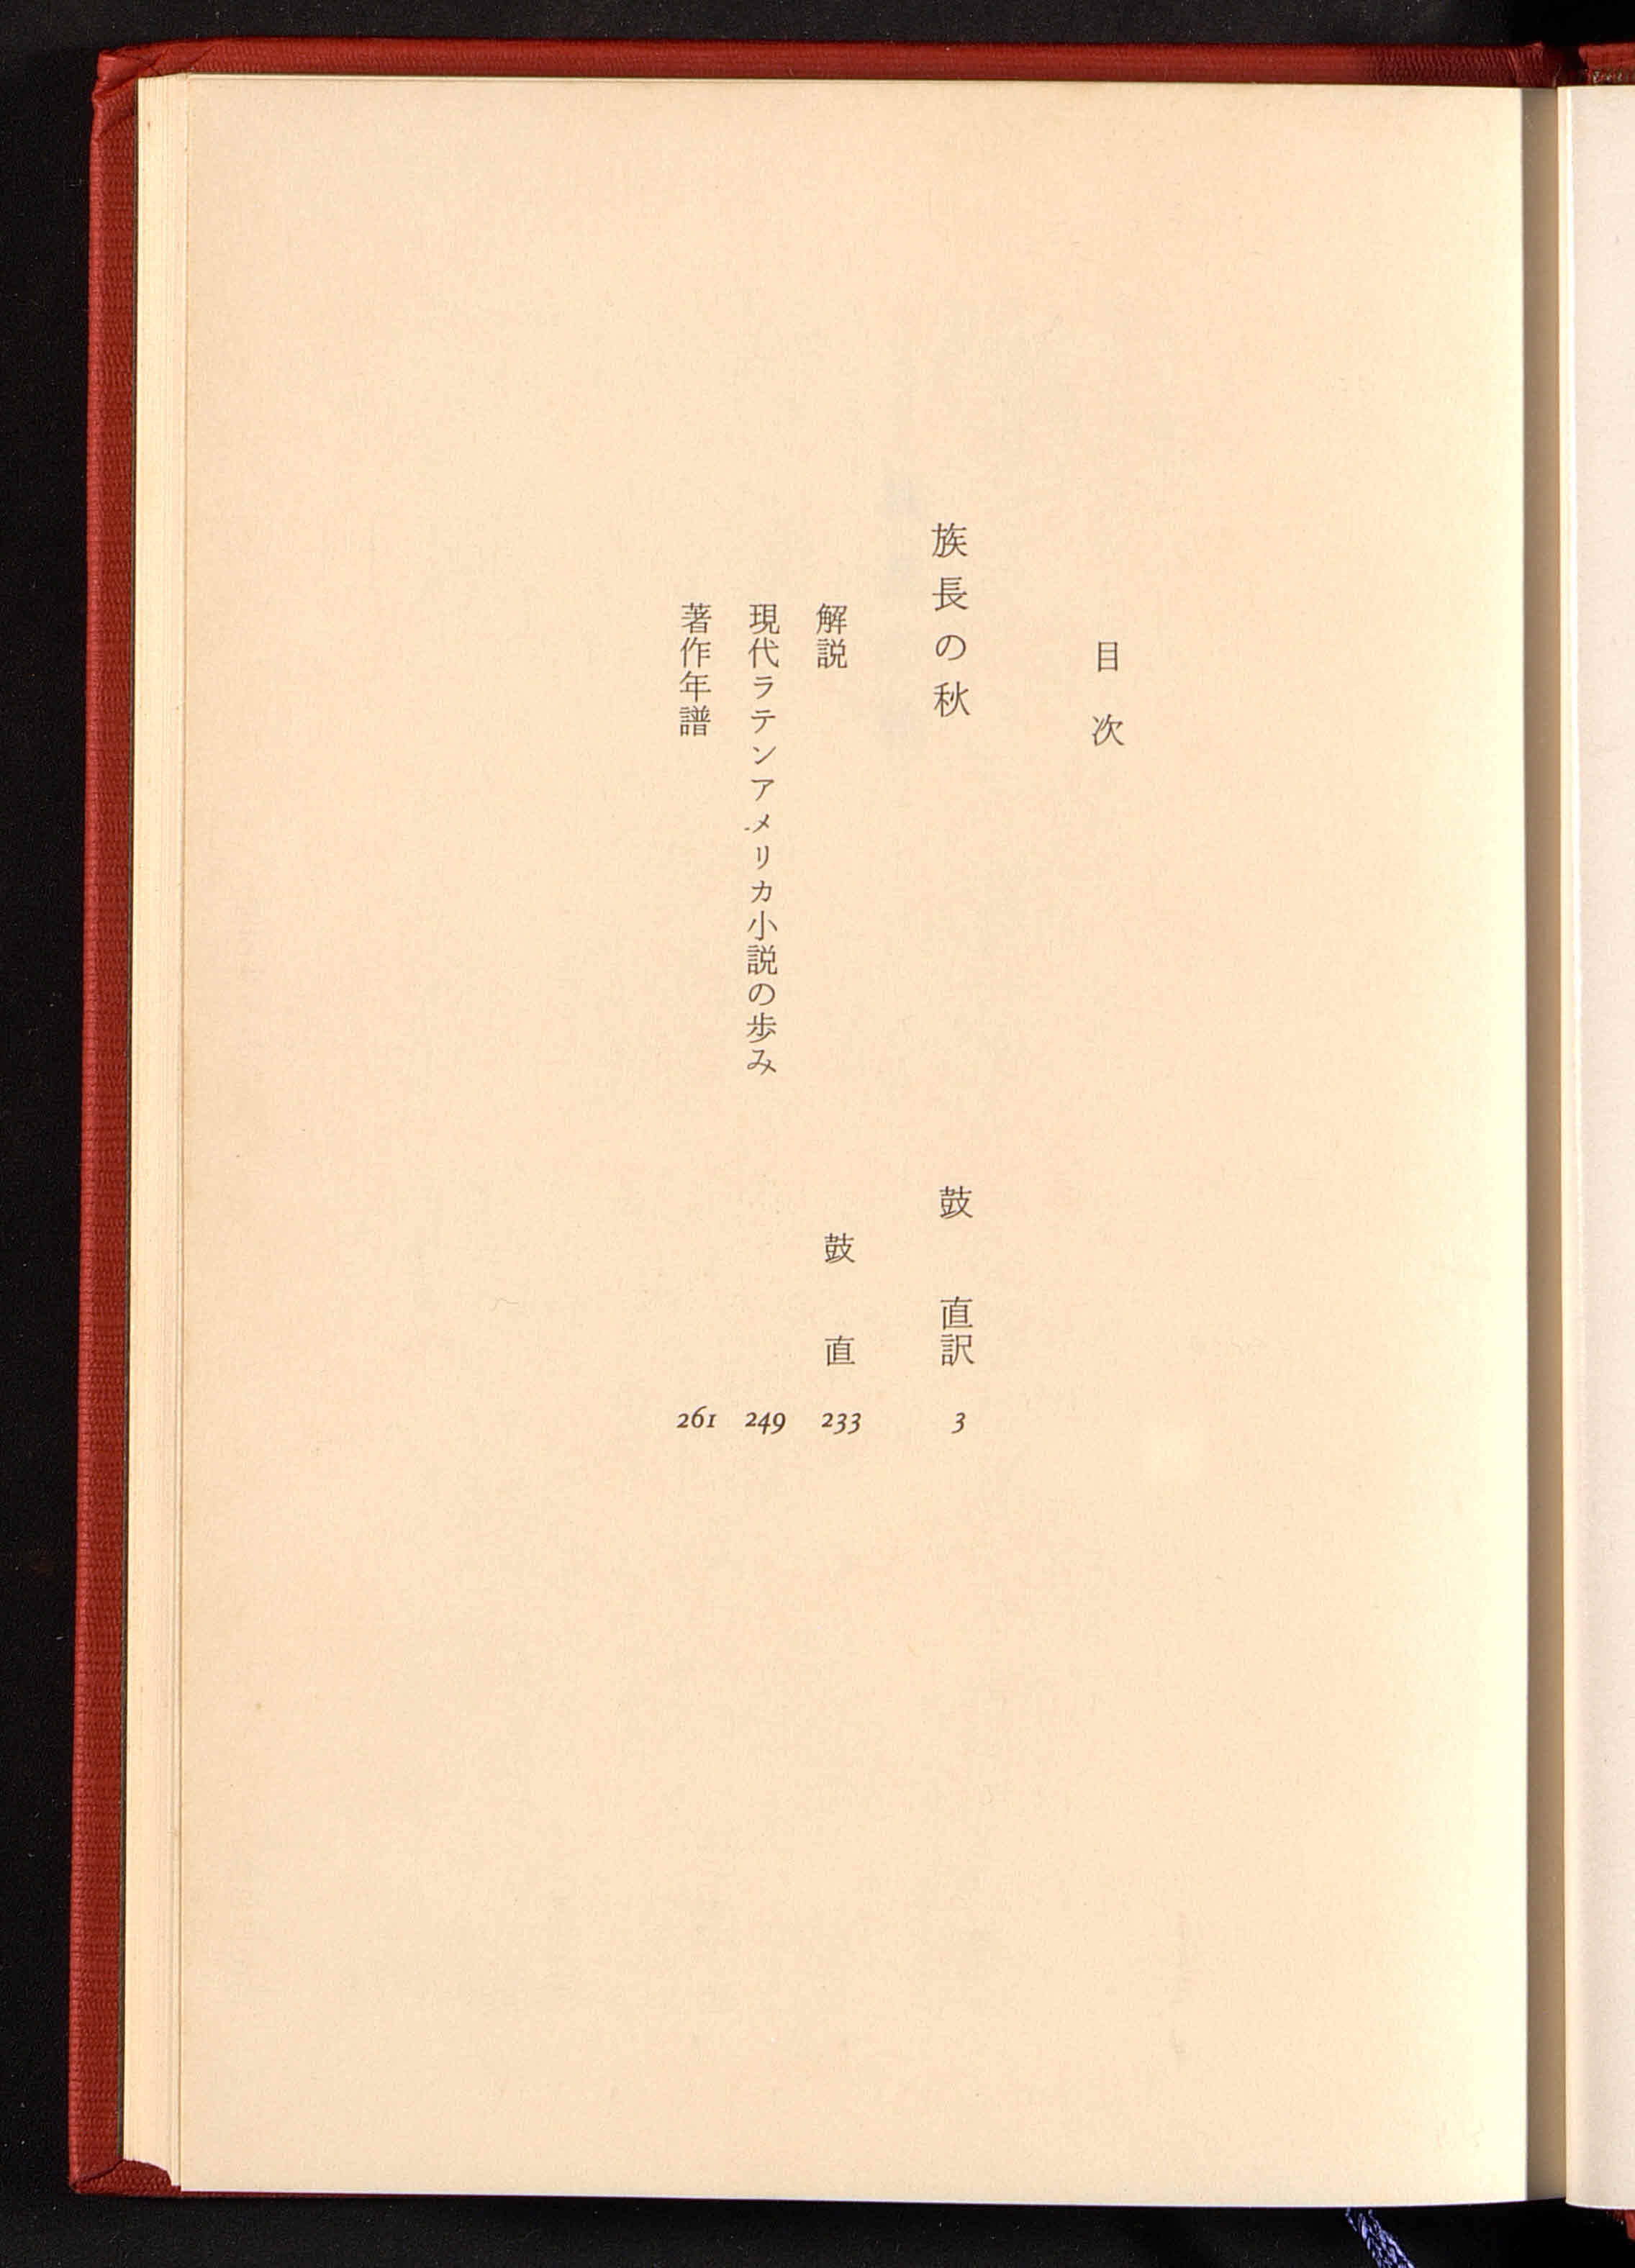 目次
族長の秋 鼓 直訳 3
解説 鼓 直 233
現代ラテンアメリカ小説の歩み 249
著作年譜 261